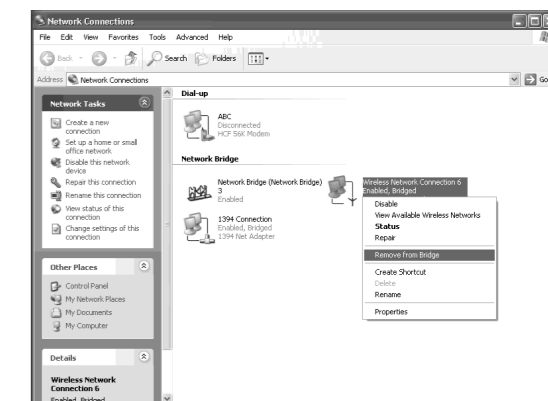 Network Connections
File Edit View Favorites Tools Advanced Help
Back Search Folders
Address Network Connections Go
Network Tasks
Create a new
connection
Set up a home or small
office network
Disable this network
device
Repair this connection
Rename this connection
View status of this
connection
Change settings of this
connection
Other Places
Control Panel
My Network Places
My Documents
My Computer
Details
Wireless Network
Connection 6
Enabled, Bridged
Dial-up
ABC
Disconnected
HCF 56K Modem
Network Bridge
Network Bridge (Network Bridge)
3
Enabled
Wireless Network Connection 6
Enabled, Bridged
1394 Connection
Enabled, Bridged
1394 Net Adapter
Disable
View Available Wireless Networks
Status
Repair
Remove from Bridge
Create Shortcut
Delete
Rename
Properties